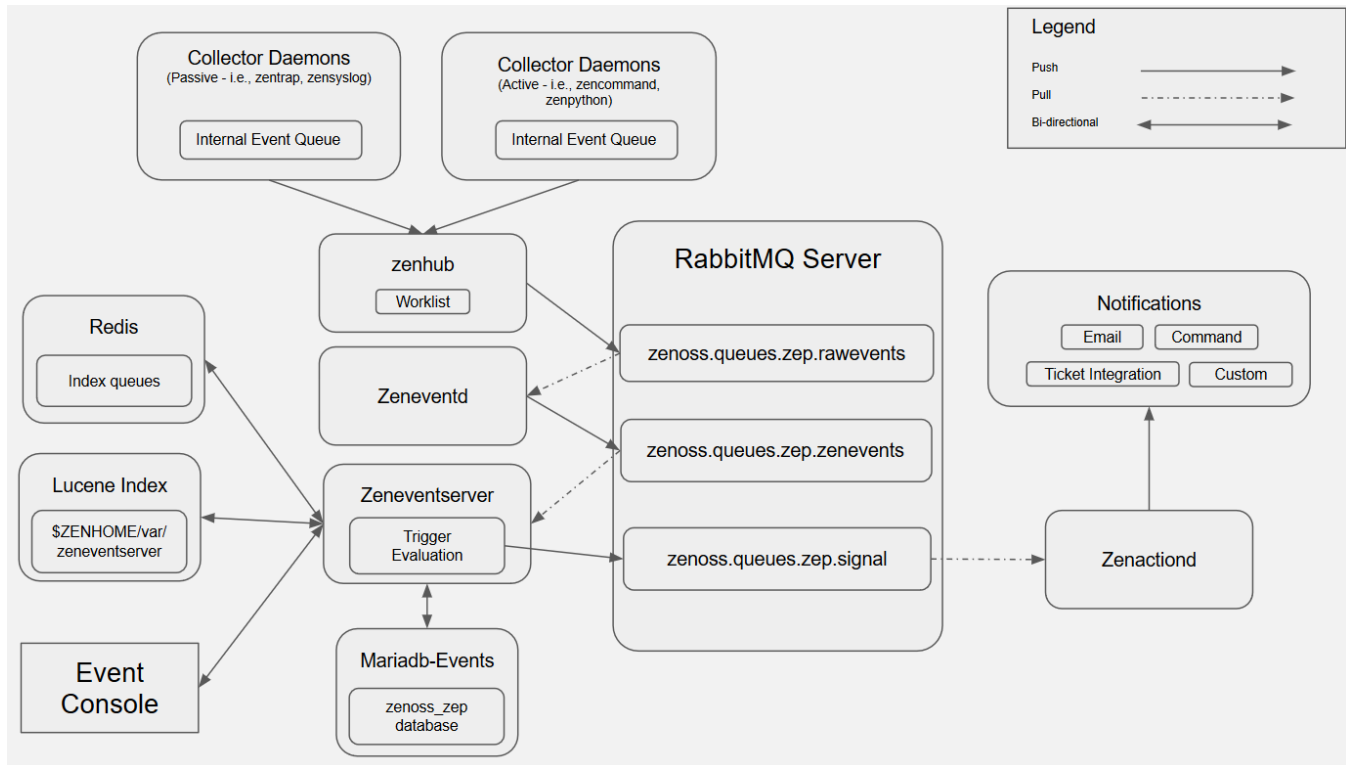 Collector Daemons
(Passive - i.e., zentrap, zensyslog)
Internal Event Queue
Collector Daemons
(Active - i.e., zencommand,
zenpython)
Internal Event Queue
Legend
Push
Pull
Bi-directional
zenhub
Worklist
RabbitMQ Server
zenoss.queues.zep.rawevents
zenoss.queues.zep.zenevents
zenoss.queues.zep.signal
Notifications
Email
Command
Ticket Integration
Custom
Redis
Index queues
Zeneventd
Lucene Index
$ZENHOME/var/
zeneventserver
Zeneventserver
Trigger
Evaluation
Zenactiond
Event
Console
Mariadb-Events
zenoss_zep
database